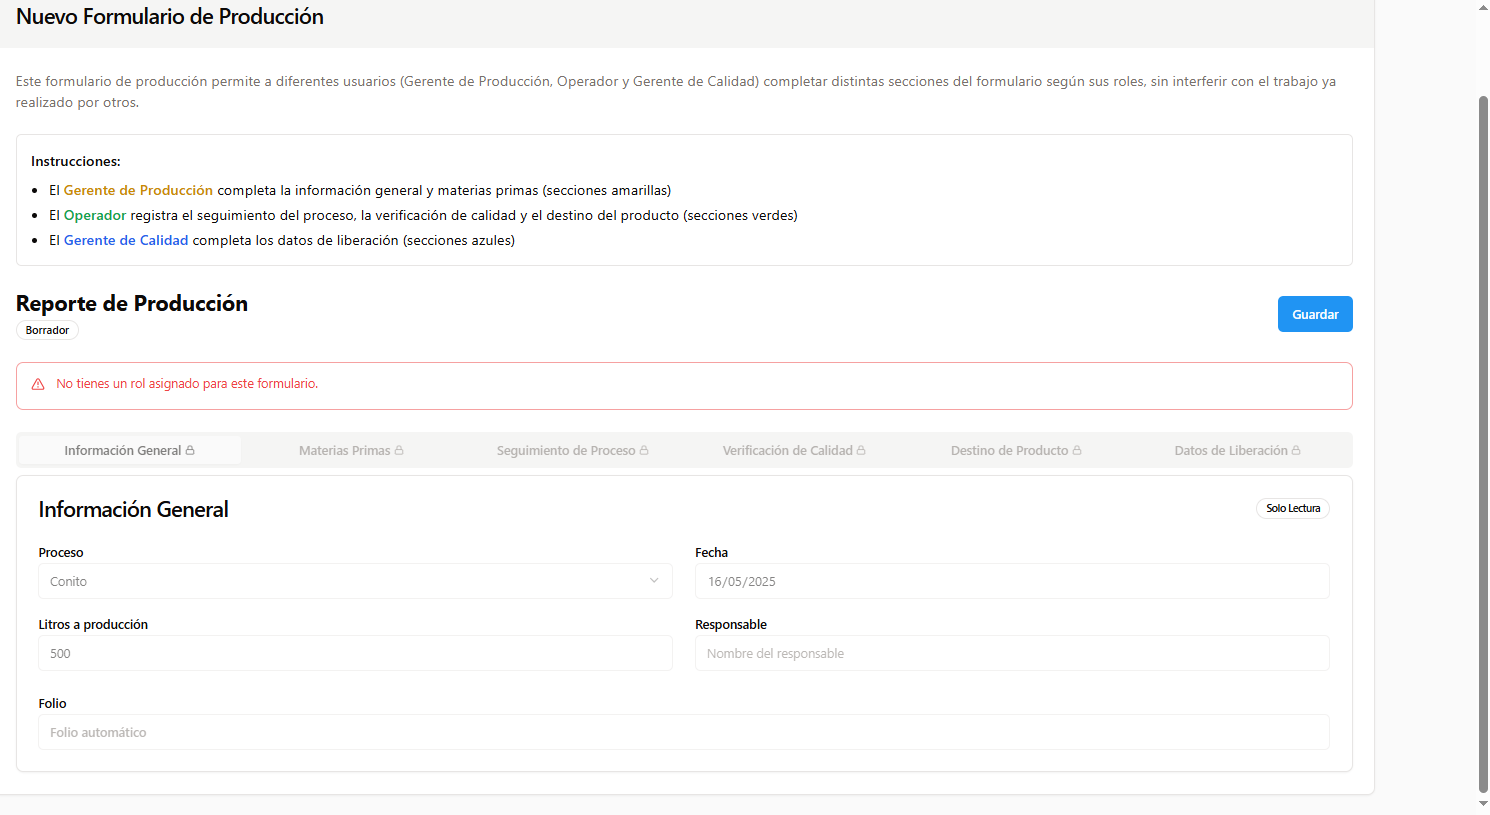 Nuevo Formulario de Producción
Este formulario de producción permite a diferentes usuarios (Gerente de Producción, Operador y Gerente de Calidad) completar distintas secciones del formulario según sus roles, sin interferir con el trabajo ya
realizado por otros.
Instrucciones:
• El Gerente de Producción completa la información general y materias primas (secciones amarillas)
• El Operador registra el seguimiento del proceso, la verificación de calidad y el destino del producto (secciones verdes)
• El Gerente de Calidad completa los datos de liberación (secciones azules)
Reporte de Producción
Guardar
Borrador
No tienes un rol asignado para este formulario.
Información General Materias Primas Seguimiento de Proceso Verificación de Calidad Destino de Producto Datos de Liberación
Información General
Solo Lectura
Proceso
Fecha
Conito
16/05/2025
Litros a producción
Responsable
500
Nombre del responsable
Folio
Folio automático